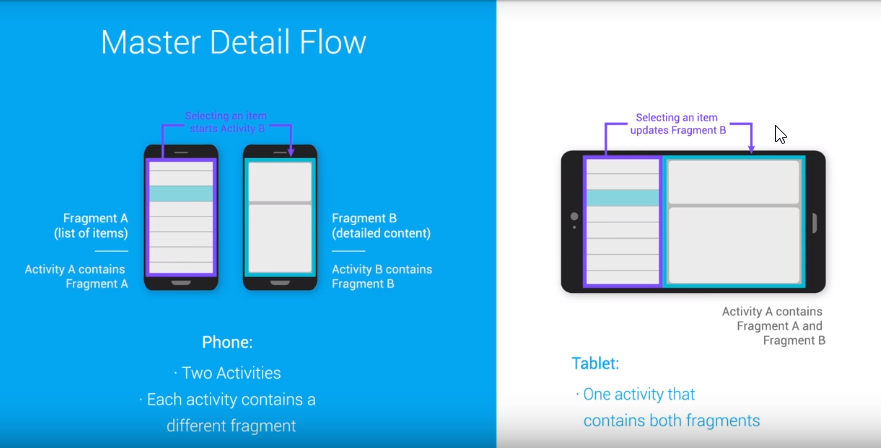 Master Detail Flow
Selecting an item
starts Activity B
Fragment A
(list of items)
Activity A contains
Fragment A
Fragment B
(detailed content)
Activity B contains
Fragment B
Phone:
· Two Activities
· Each activity contains a
different fragment
Selecting an item
updates Fragment B
Activity A contains
Fragment A and
Fragment B
Tablet:
· One activity that
contains both fragments